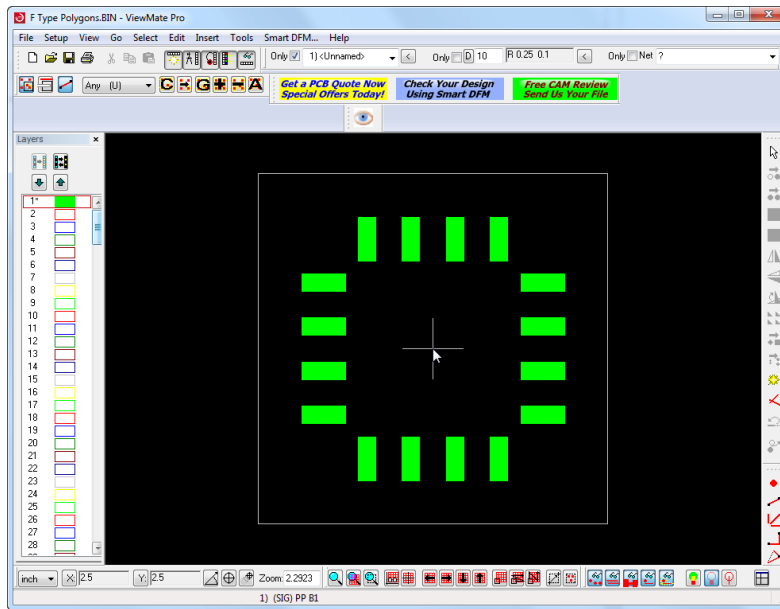 F Type Polygons.BIN - ViewMate Pro
File Setup View Go Select Edit Insert Tools Smart DFM... Help
Only 1) <Unnamed> < Only D 10 R 0.25 0.1 < Only Net ?
Any (U) C G A
Get a PCB Quote Now
Special Offers Today!
Check Your Design
Using Smart DFM
Free CAM Review
Send Us Your File
Layers x
1*
2
3
4
5
6
7
8
9
10
11
12
13
14
15
16
17
18
19
20
21
22
23
24
25
26
27
28
inch X: 2.5 Y: 2.5 Zoom: 2.2923
1) (SIG) PP B1